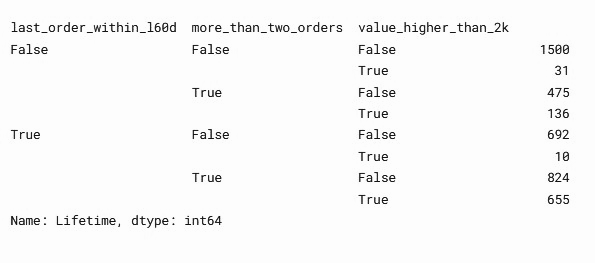 last_order_within_l60d  more_than_two_orders  value_higher_than_2k
False                   False                 False                   1500
                                              True                      31
                        True                  False                    475
                                              True                     136
True                    False                 False                    692
                                              True                      10
                        True                  False                    824
                                              True                     655
Name: Lifetime, dtype: int64